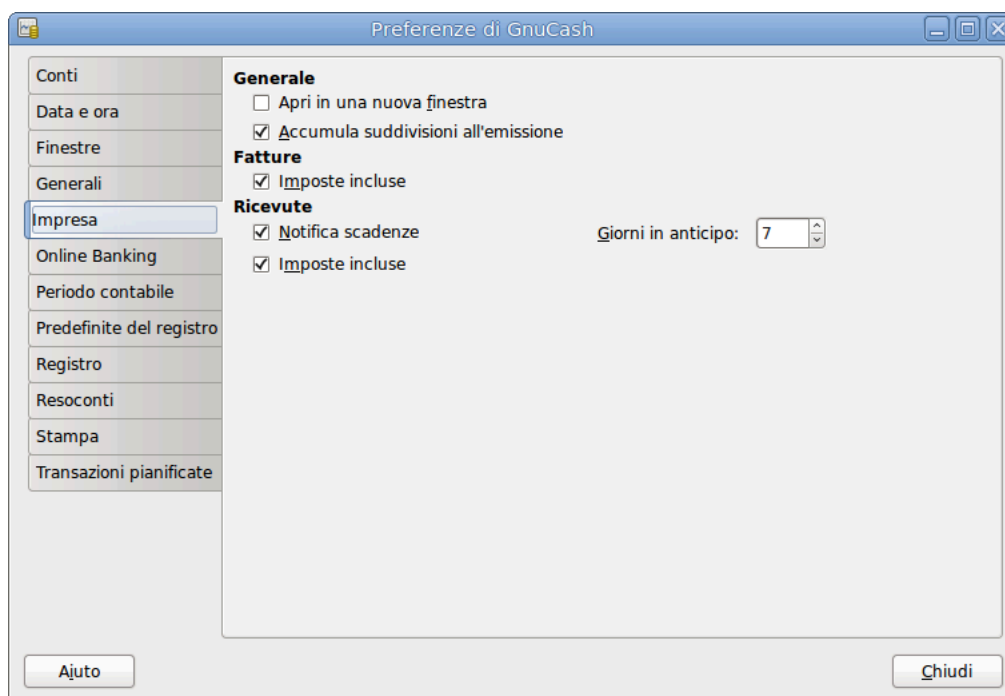 Preferenze di GnuCash
Conti
Data e ora
Finestre
Generali
Impresa
Online Banking
Periodo contabile
Predefinite del registro
Registro
Resoconti
Stampa
Transazioni pianificate
Generale
Apri in una nuova finestra
Accumula suddivisioni all'emissione
Fatture
Imposte incluse
Ricevute
Notifica scadenze Giorni in anticipo: 7
Imposte incluse
Aiuto Chiudi